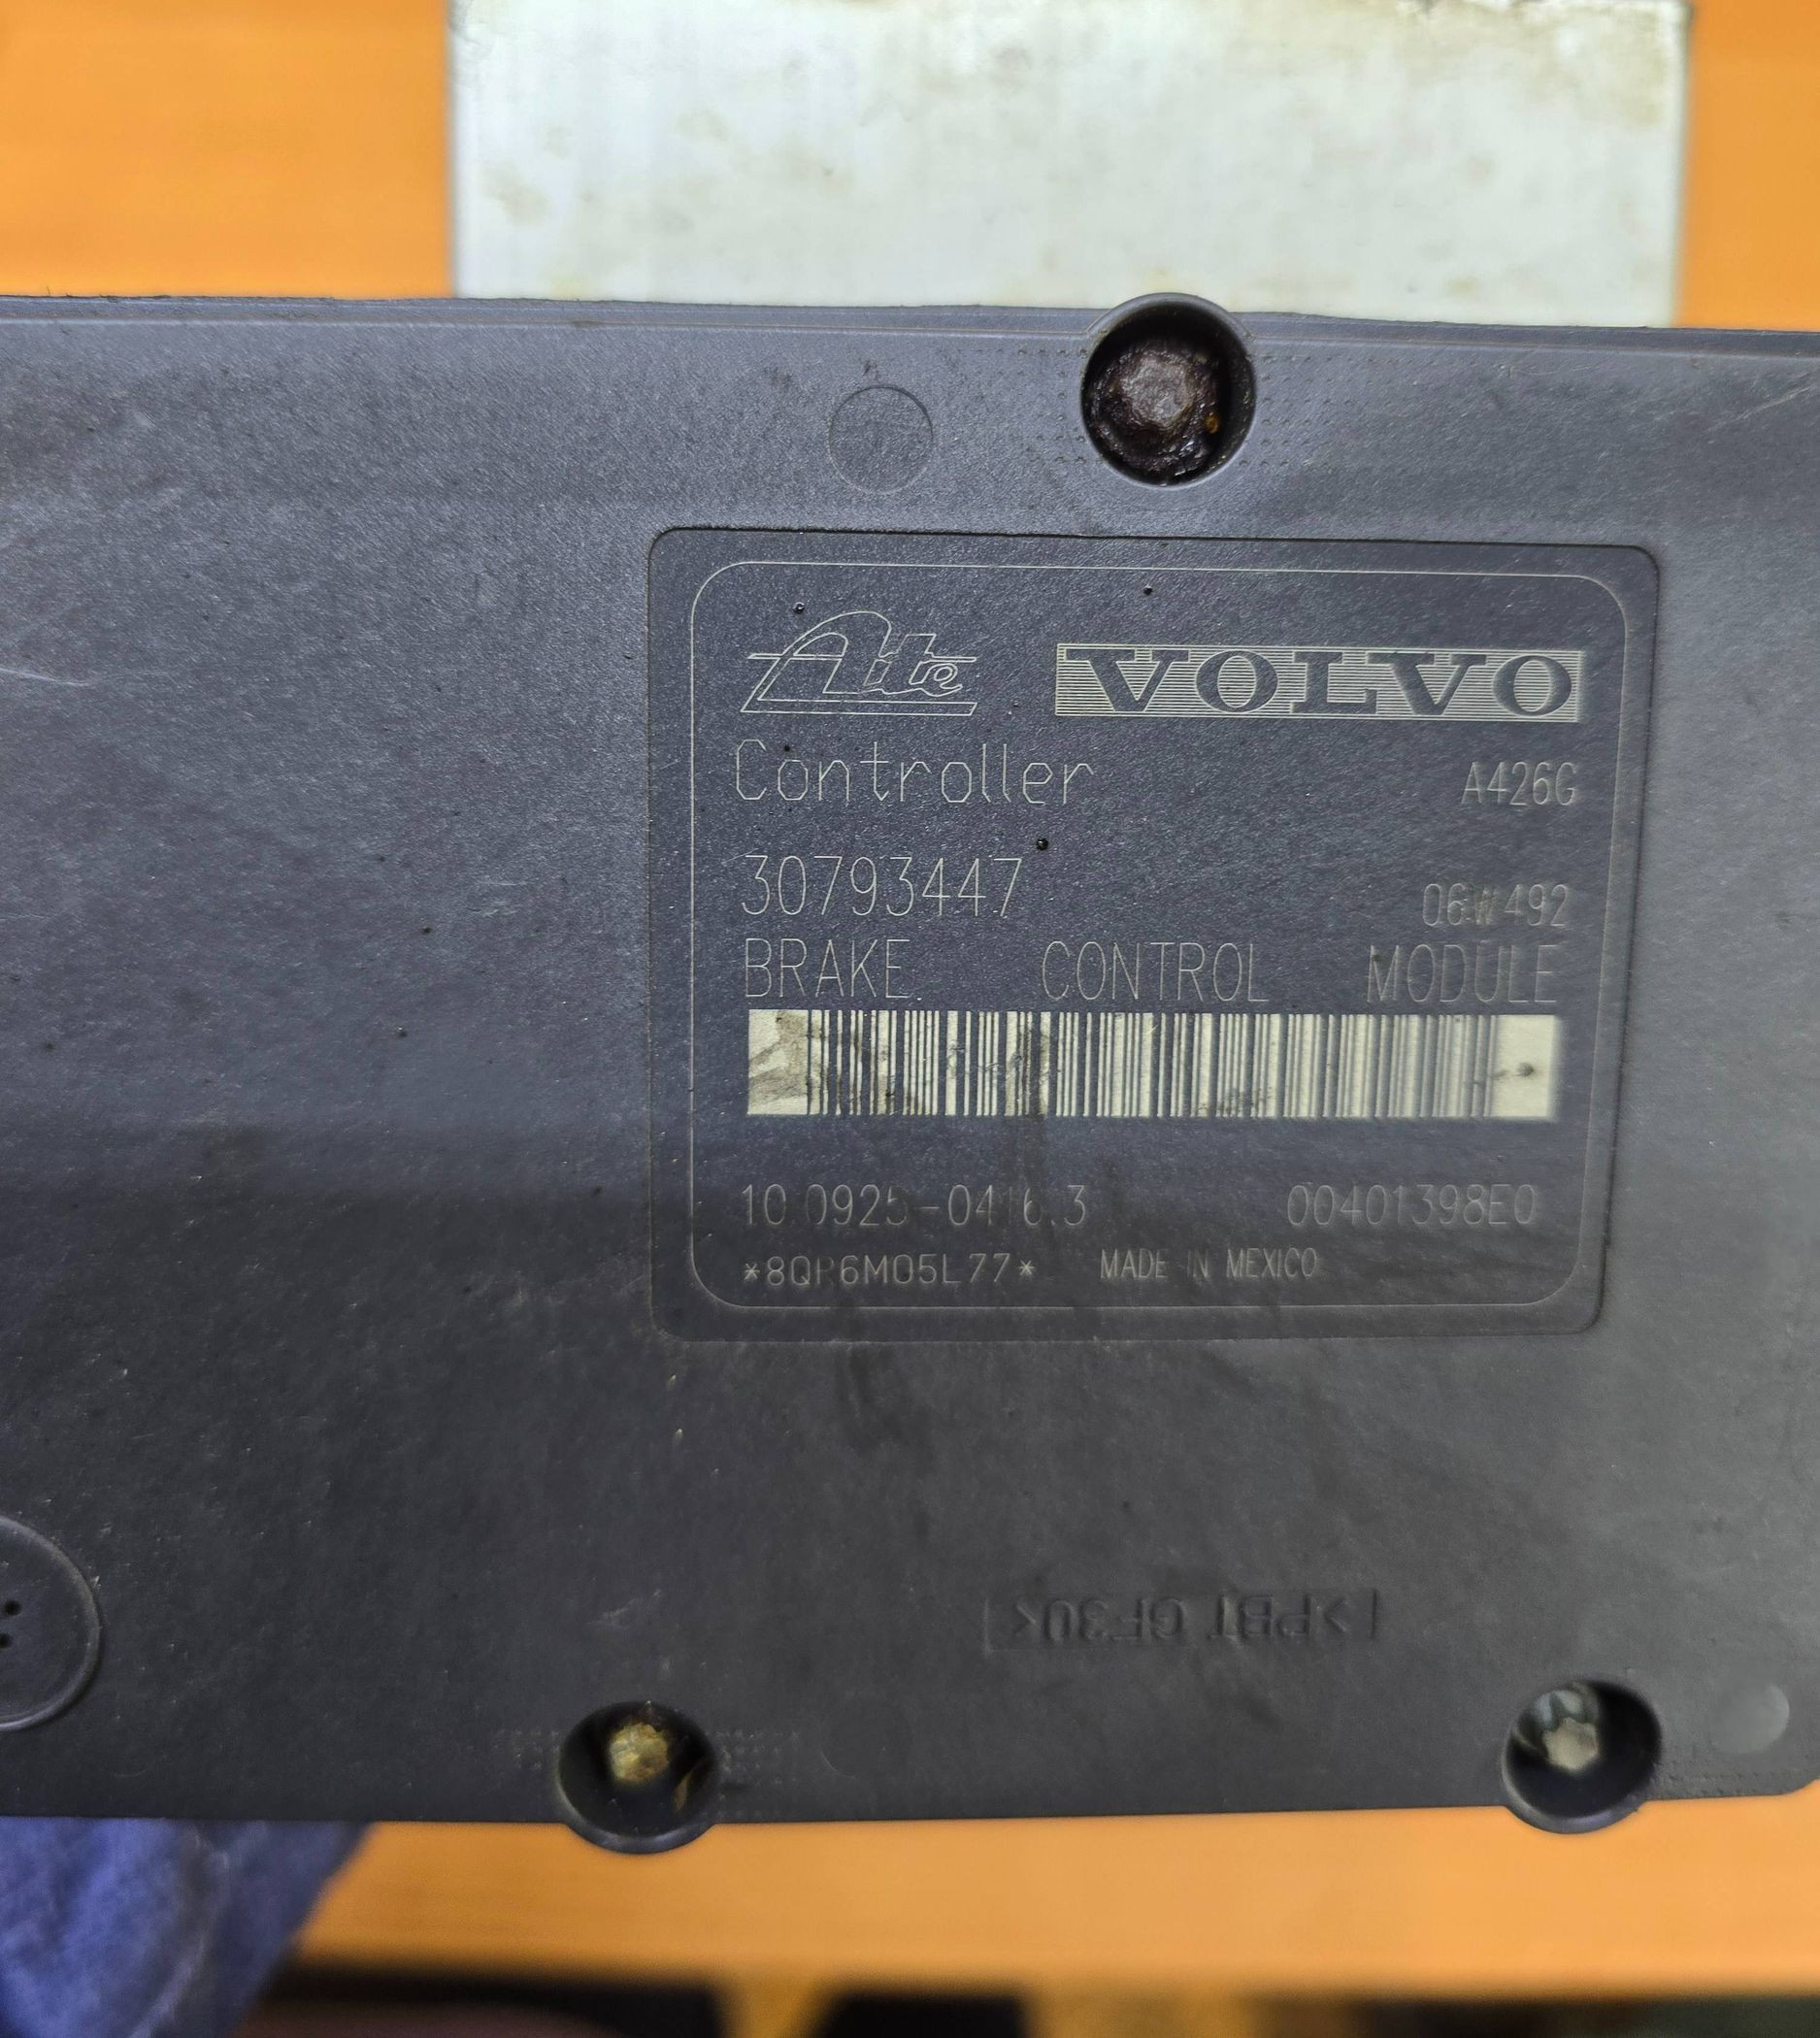 Ate VOLVO
Controller A426G
30793447 06W492
BRAKE CONTROL MODULE
10.0925-0416.3 00401398E0
*8QP6M05L77* MADE IN MEXICO
>PBT GF30<